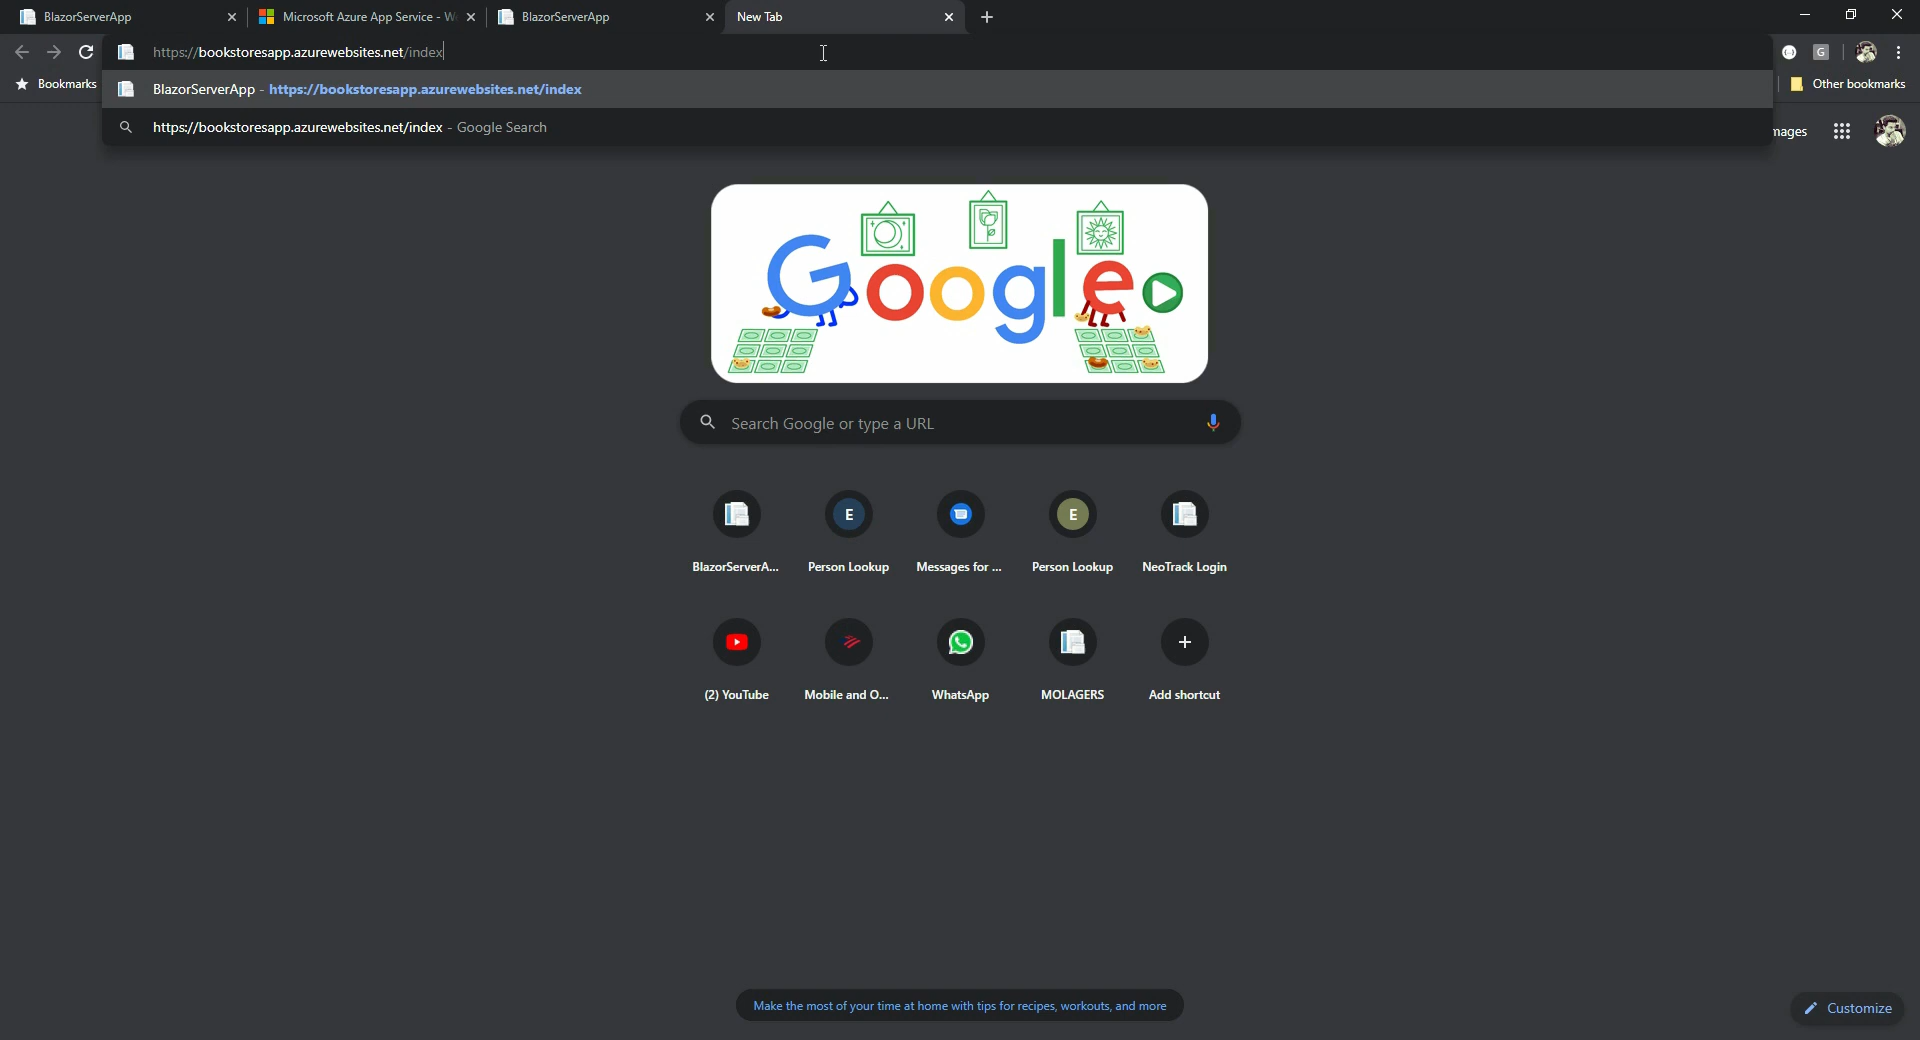 BlazorServerApp
Microsoft Azure App Service - W
BlazorServerApp
New Tab
https://bookstoresapp.azurewebsites.net/index
G
Bookmarks
BlazorServerApp - https://bookstoresapp.azurewebsites.net/index
Other bookmarks
https://bookstoresapp.azurewebsites.net/index - Google Search
mages
Google
Search Google or type a URL
E
E
BlazorServerA...
Person Lookup
Messages for ...
Person Lookup
NeoTrack Login
(2) YouTube
Mobile and O...
WhatsApp
MOLAGERS
Add shortcut
Make the most of your time at home with tips for recipes, workouts, and more
Customize